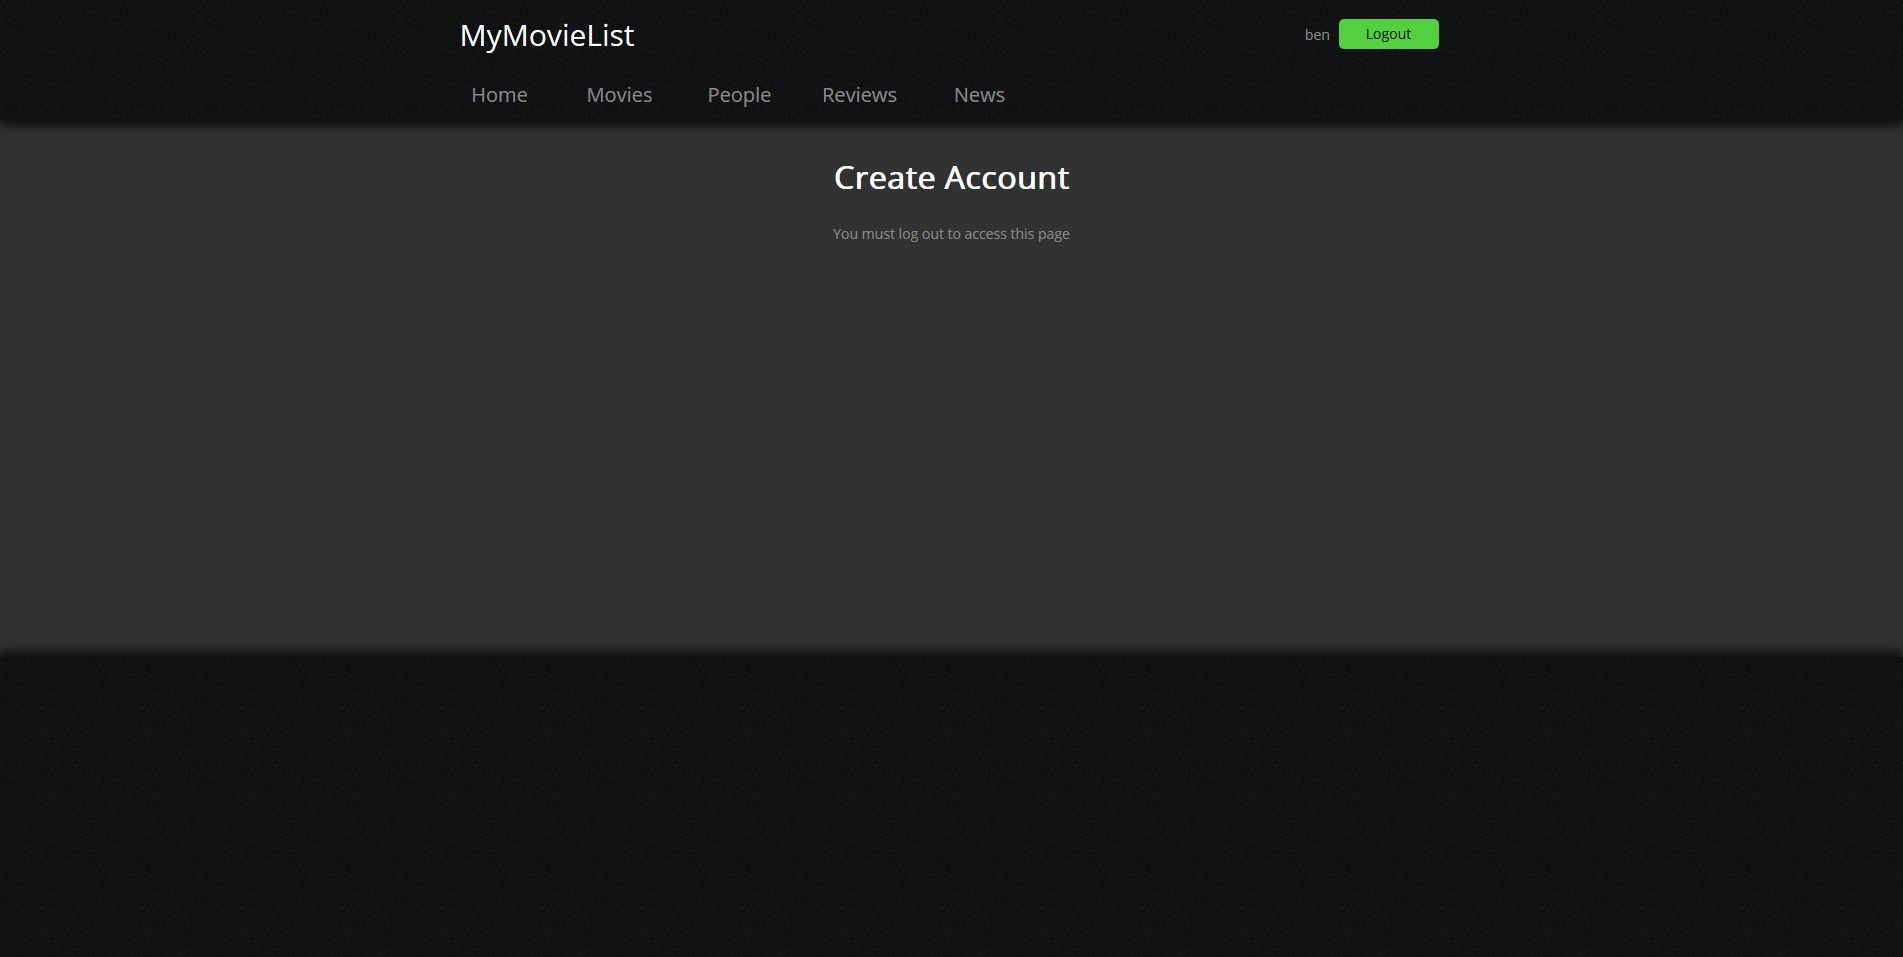 MyMovieList
ben Logout
Home Movies People Reviews News
Create Account
You must log out to access this page